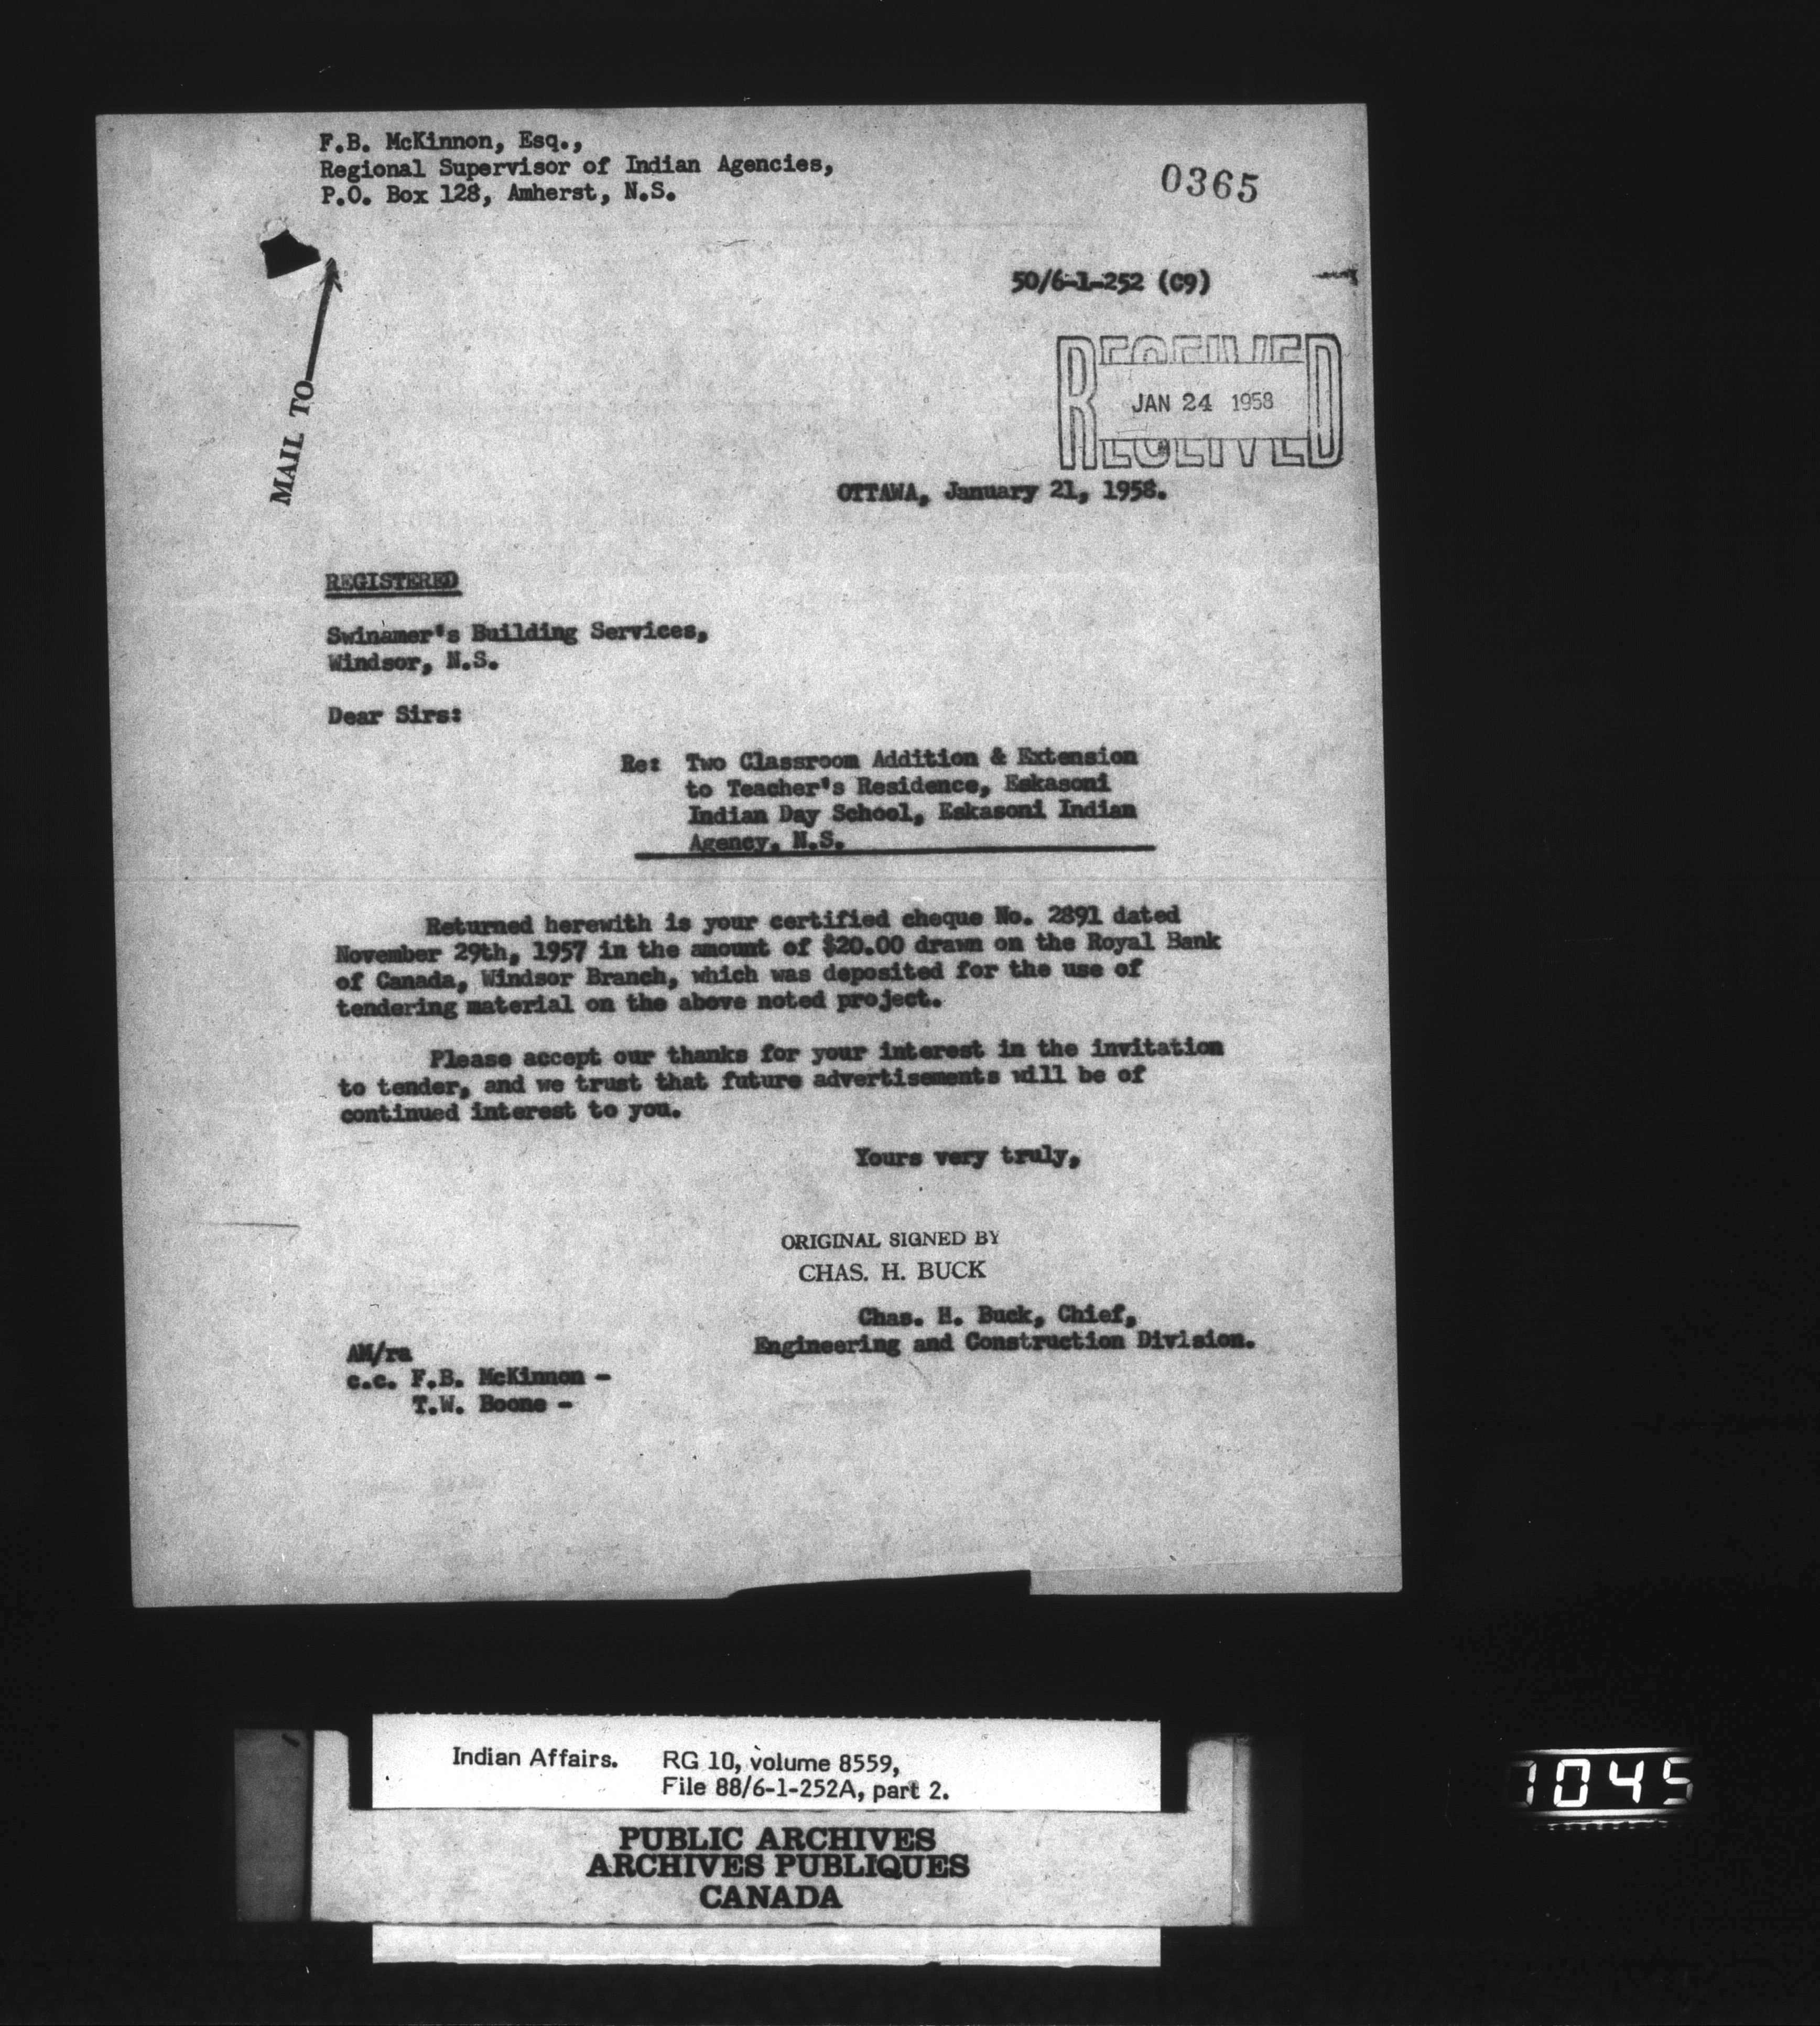 F.B. McKinnon, Esq.,
Regional Supervisor of Indian Agencies,
P.O. Box 128, Amherst, N.S.
0365
50/6-1-252 (C9)
MAIL TO
RECEIVED
JAN 24 1958
RECEIVED
OTTAWA, January 21, 1958.
REGISTERED
Swinamer's Building Services,
Windsor, N.S.
Dear Sirs:
Re: Two Classroom Addition & Extension
to Teacher's Residence, Eskasoni
Indian Day School, Eskasoni Indian
Agency, N.S.
Returned herewith is your certified cheque No. 2891 dated
November 29th, 1957 in the amount of $20.00 drawn on the Royal Bank
of Canada, Windsor Branch, which was deposited for the use of
tendering material on the above noted project.
Please accept our thanks for your interest in the invitation
to tender, and we trust that future advertisements will be of
continued interest to you.
Yours very truly,
ORIGINAL SIGNED BY
CHAS. H. BUCK
Chas. H. Buck, Chief,
Engineering and Construction Division.
AM/ra
c.c. F.B. McKinnon -
T.W. Boone -
Indian Affairs. RG 10, volume 8559,
File 88/6-1-252A, part 2.
PUBLIC ARCHIVES
ARCHIVES PUBLIQUES
CANADA
1045